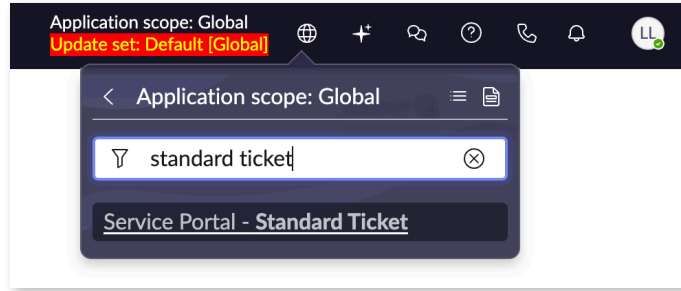 Application scope: Global
Update set: Default [Global]
LL
Application scope: Global
standard ticket
Service Portal - Standard Ticket